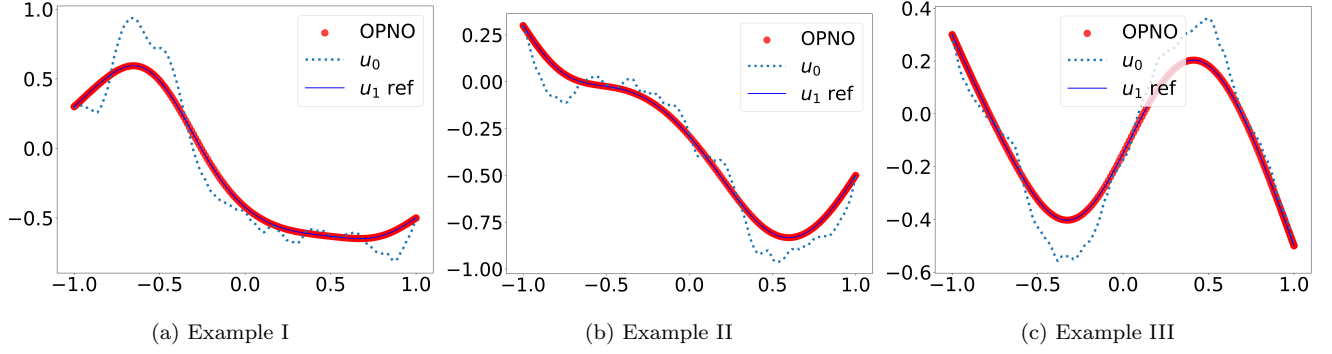 1.0
0.5
0.0
−0.5
−1.0 −0.5 0.0 0.5 1.0
OPNO
u0
u1 ref
(a) Example I
0.25
0.00
−0.25
−0.50
−0.75
−1.00
−1.0 −0.5 0.0 0.5 1.0
OPNO
u0
u1 ref
(b) Example II
0.4
0.2
0.0
−0.2
−0.4
−0.6
−1.0 −0.5 0.0 0.5 1.0
OPNO
u0
u1 ref
(c) Example III